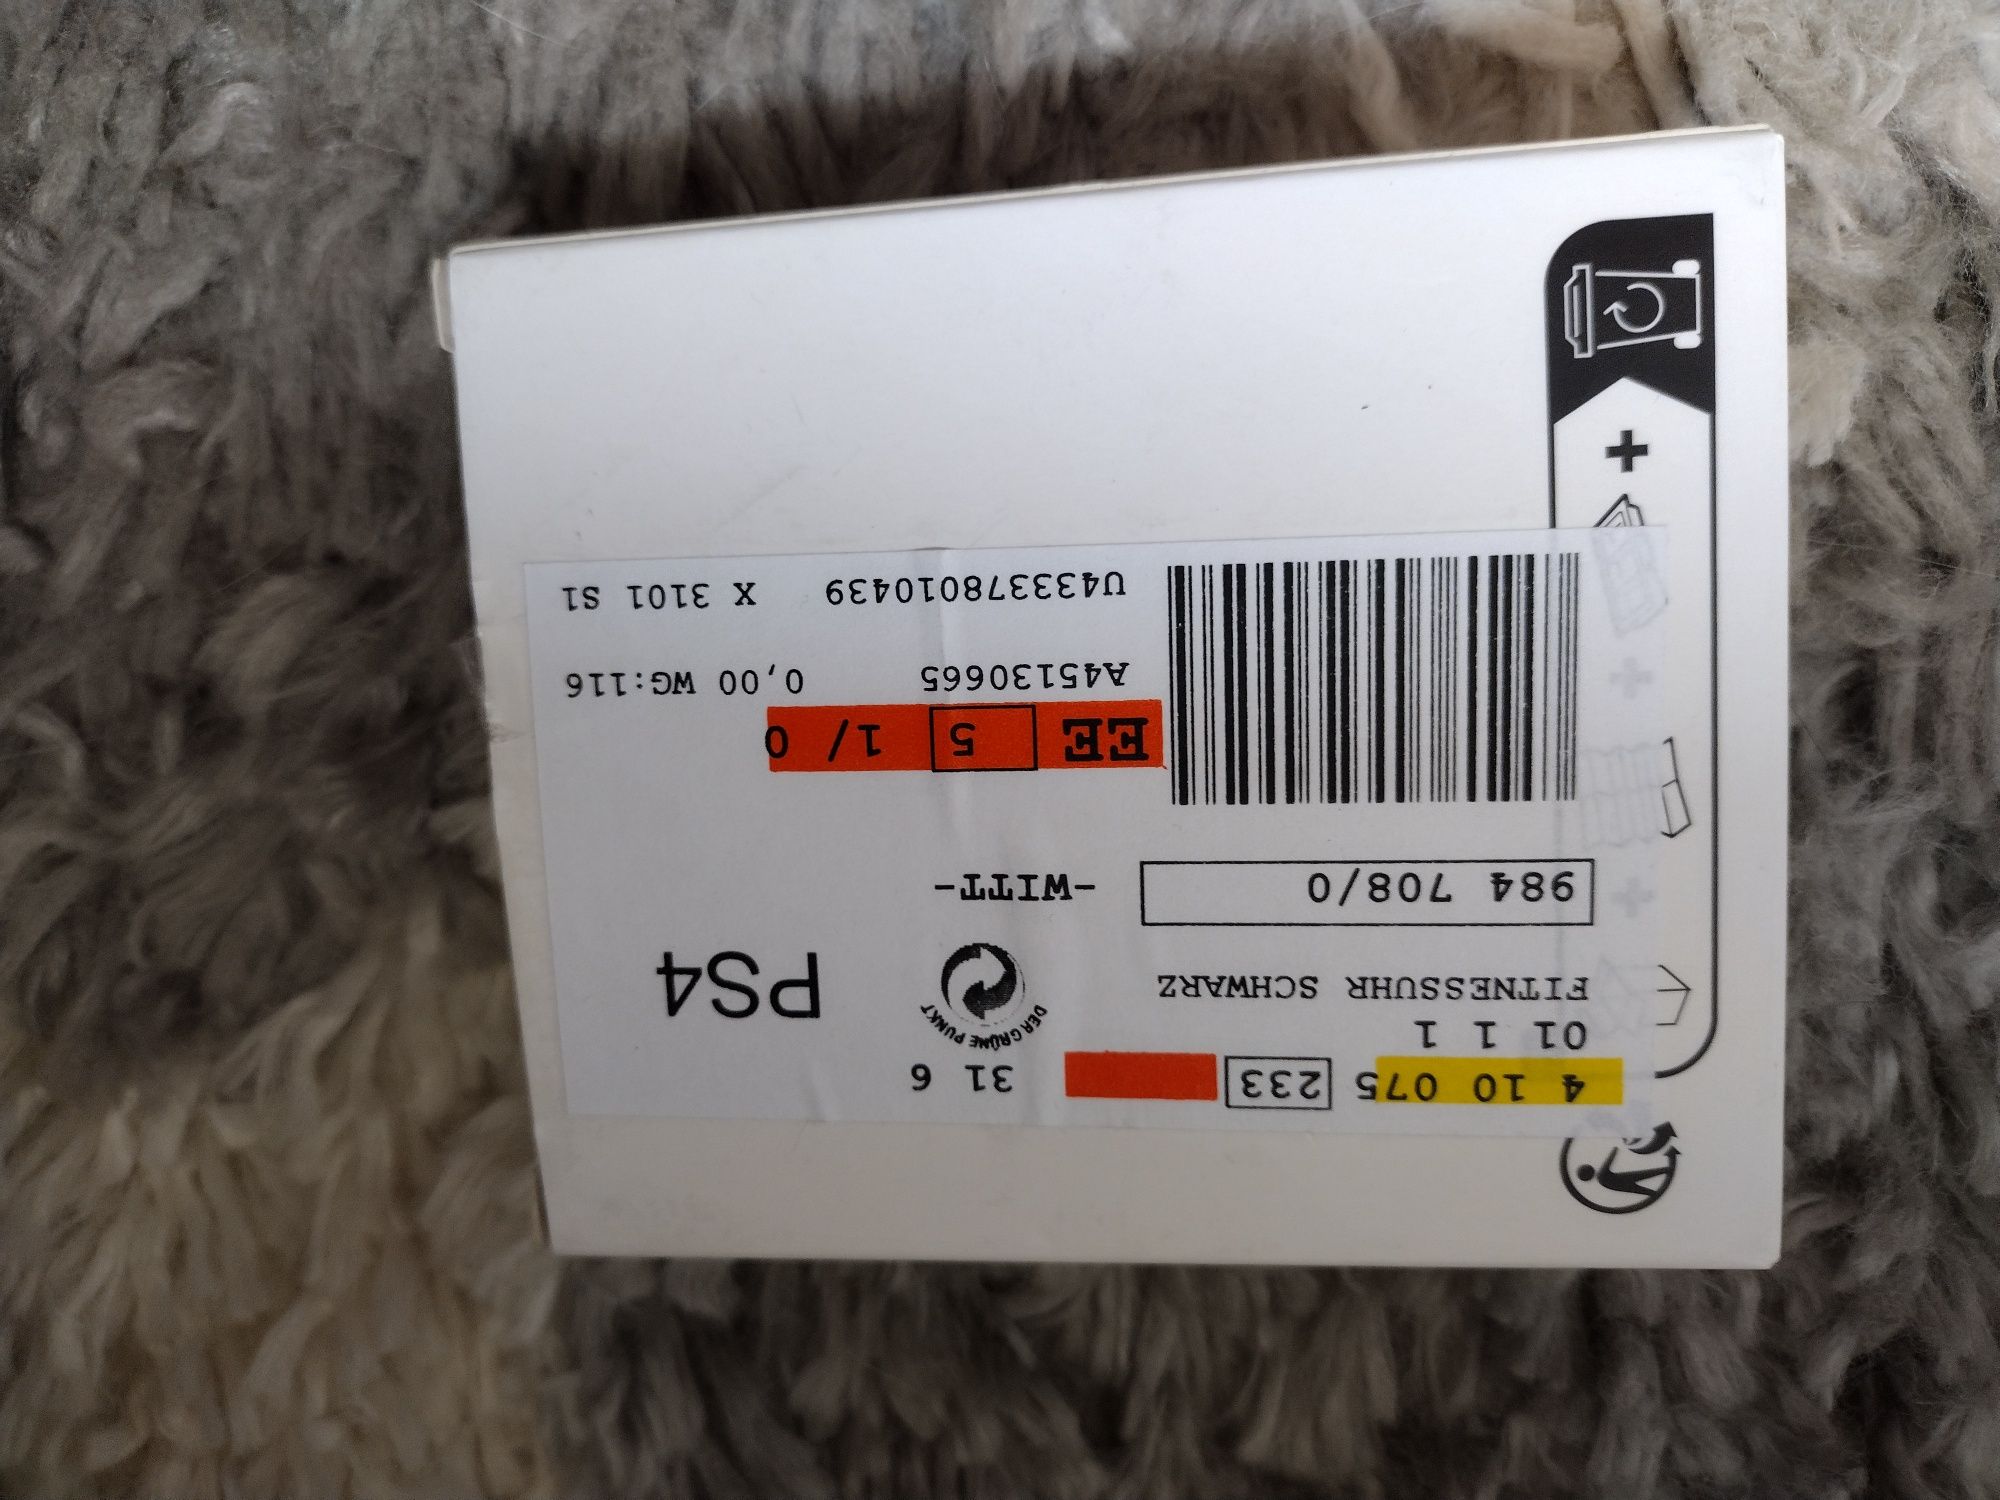 4 10 075 233 31 6
01 1 1
FITNESSUHR SCHWARZ
DER GRÜNE PUNKT
PS4
984 708/0 -WITT-
EE 5 1/ 0
A45130665 0,00 WG:116
U433378010439 X 3101 S1